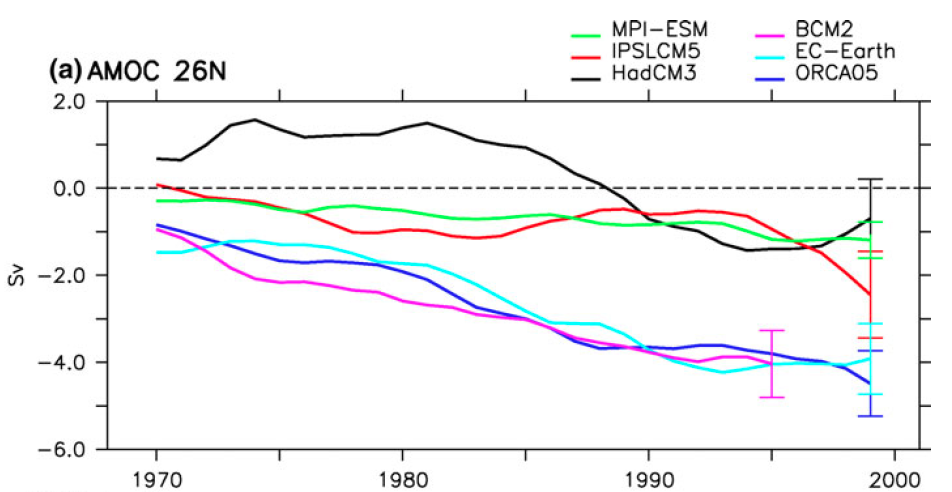 MPI-ESM BCM2
IPSLCM5 EC-Earth
HadCM3 ORCA05
(a) AMOC 26N
2.0
0.0
-2.0
-4.0
-6.0
Sv
1970 1980 1990 2000